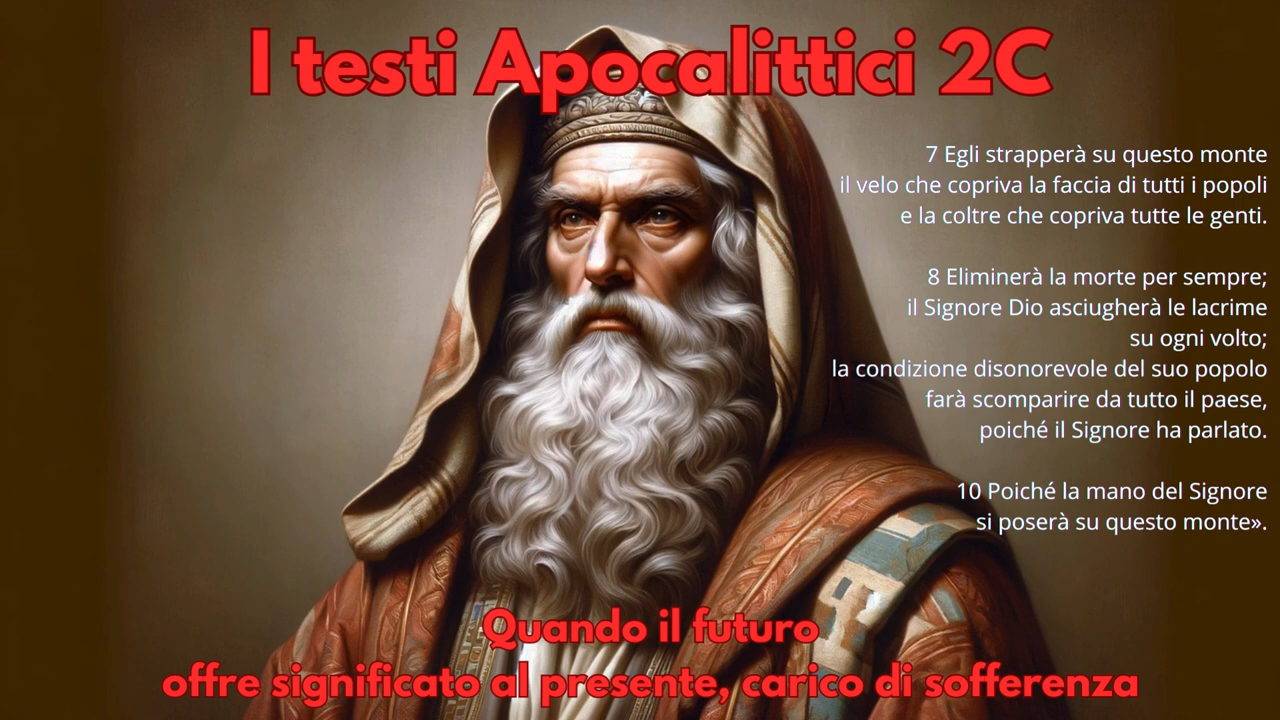 I testi Apocalittici 2C
7 Egli strapperà su questo monte
il velo che copriva la faccia di tutti i popoli
e la coltre che copriva tutte le genti.
8 Eliminerà la morte per sempre;
il Signore Dio asciugherà le lacrime
su ogni volto;
la condizione disonorevole del suo popolo
farà scomparire da tutto il paese,
poiché il Signore ha parlato.
10 Poiché la mano del Signore
si poserà su questo monte».
Quando il futuro
offre significato al presente, carico di sofferenza